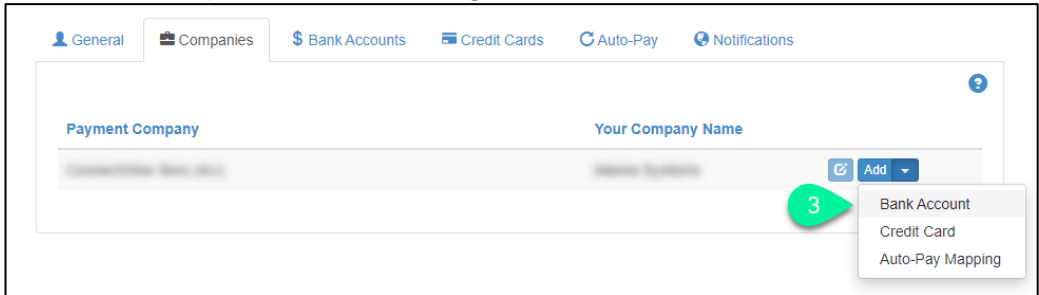 General Companies $ Bank Accounts Credit Cards Auto-Pay Notifications
?
Payment Company Your Company Name
Add
3
Bank Account
Credit Card
Auto-Pay Mapping